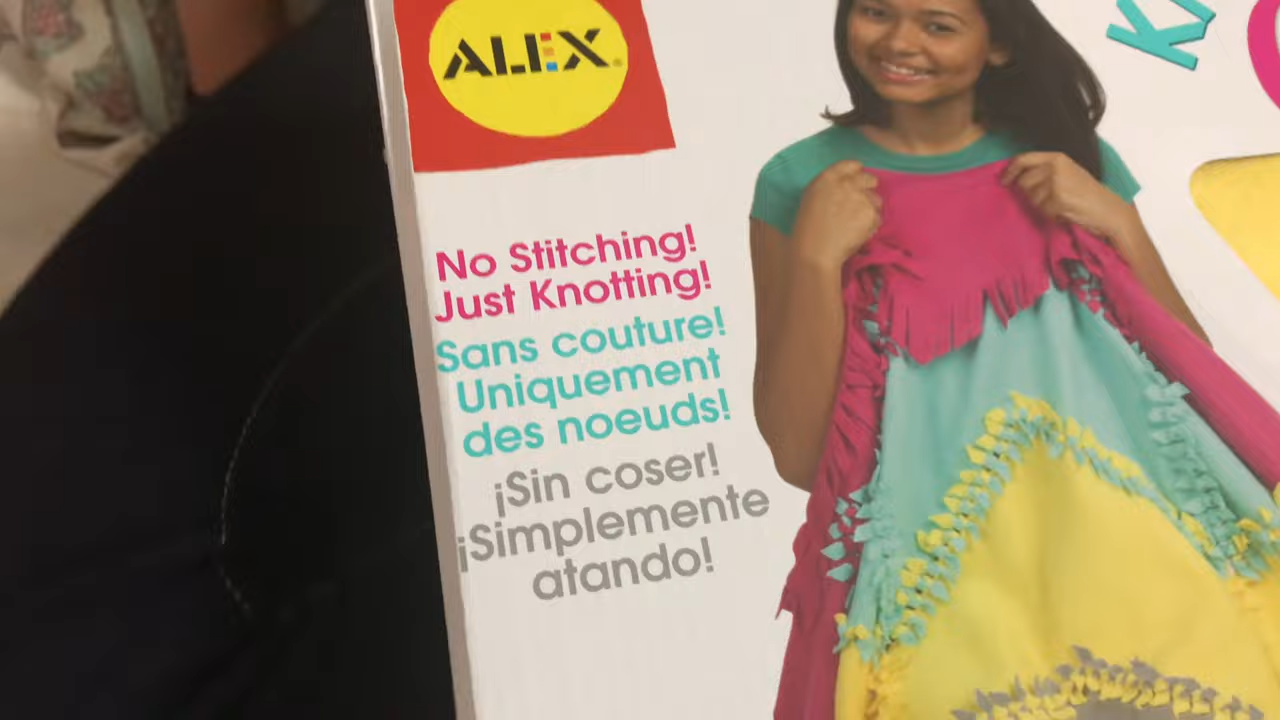 ALEX
No Stitching!
Just Knotting!
Sans couture!
Uniquement
des noeuds!
¡Sin coser!
¡Simplemente
atando!